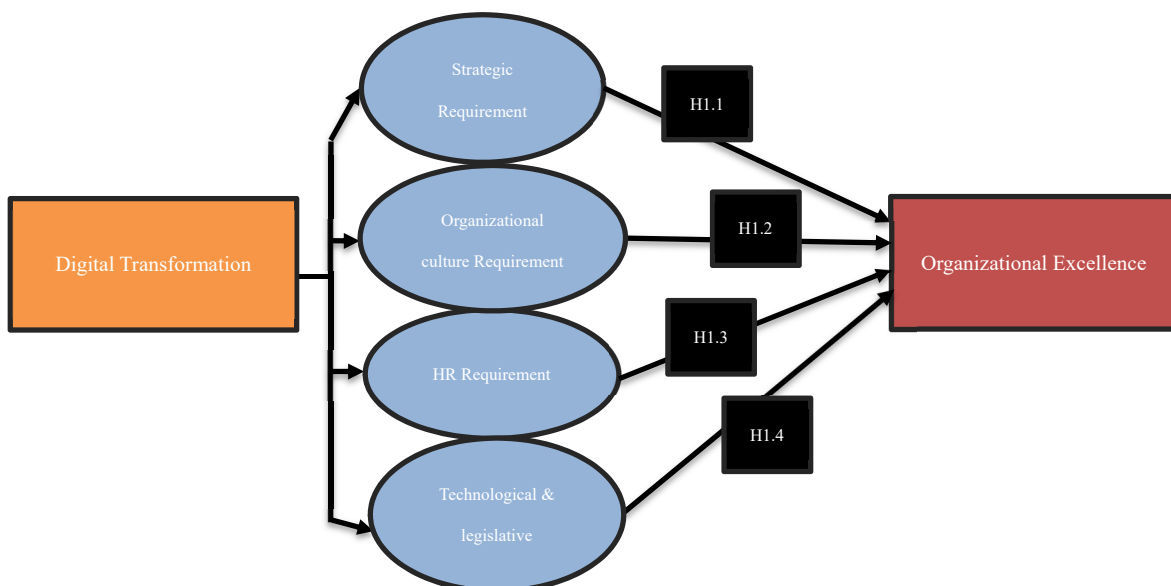 Strategic
Requirement
H1.1
Organizational
culture Requirement
H1.2
Digital Transformation
Organizational Excellence
HR Requirement
H1.3
Technological &
legislative
H1.4